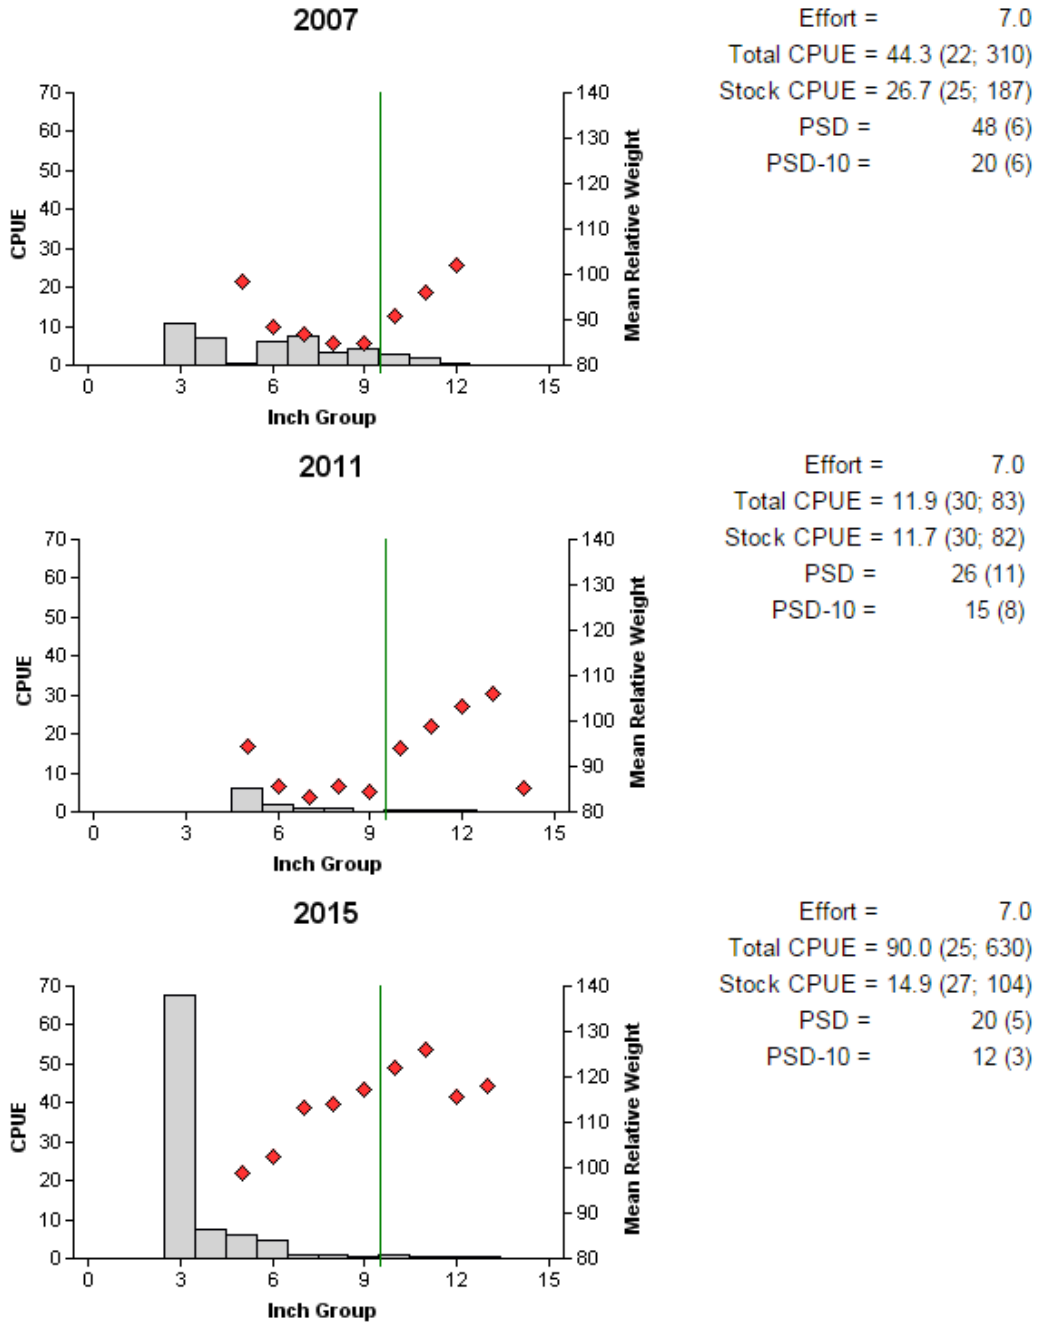 2007
Effort = 7.0
Total CPUE = 44.3 (22; 310)
Stock CPUE = 26.7 (25; 187)
PSD = 48 (6)
PSD-10 = 20 (6)
70
60
50
40
30
20
10
0
CPUE
140
130
120
110
100
90
80
Mean Relative Weight
0 3 6 9 12 15
Inch Group
2011
Effort = 7.0
Total CPUE = 11.9 (30; 83)
Stock CPUE = 11.7 (30; 82)
PSD = 26 (11)
PSD-10 = 15 (8)
70
60
50
40
30
20
10
0
CPUE
140
130
120
110
100
90
80
Mean Relative Weight
0 3 6 9 12 15
Inch Group
2015
Effort = 7.0
Total CPUE = 90.0 (25; 630)
Stock CPUE = 14.9 (27; 104)
PSD = 20 (5)
PSD-10 = 12 (3)
70
60
50
40
30
20
10
0
CPUE
140
130
120
110
100
90
80
Mean Relative Weight
0 3 6 9 12 15
Inch Group